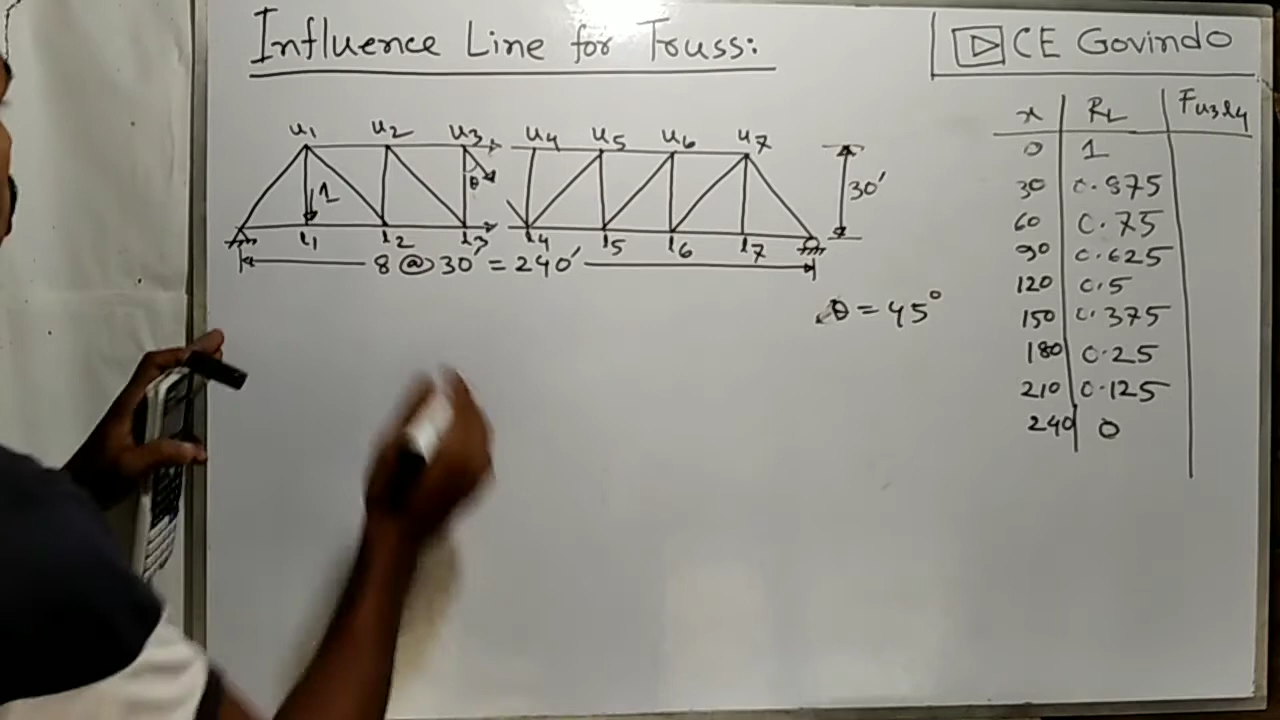 Influence Line for Truss:
CE Govindo
u1 u2 u3 u4 u5 u6 u7
θ
1
30'
l1 l2 l3 l4 l5 l6 l7
8 @ 30' = 240'
θ = 45°
x RL Fu3l4
0 1
30 0.875
60 0.75
90 0.625
120 0.5
150 0.375
180 0.25
210 0.125
240 0